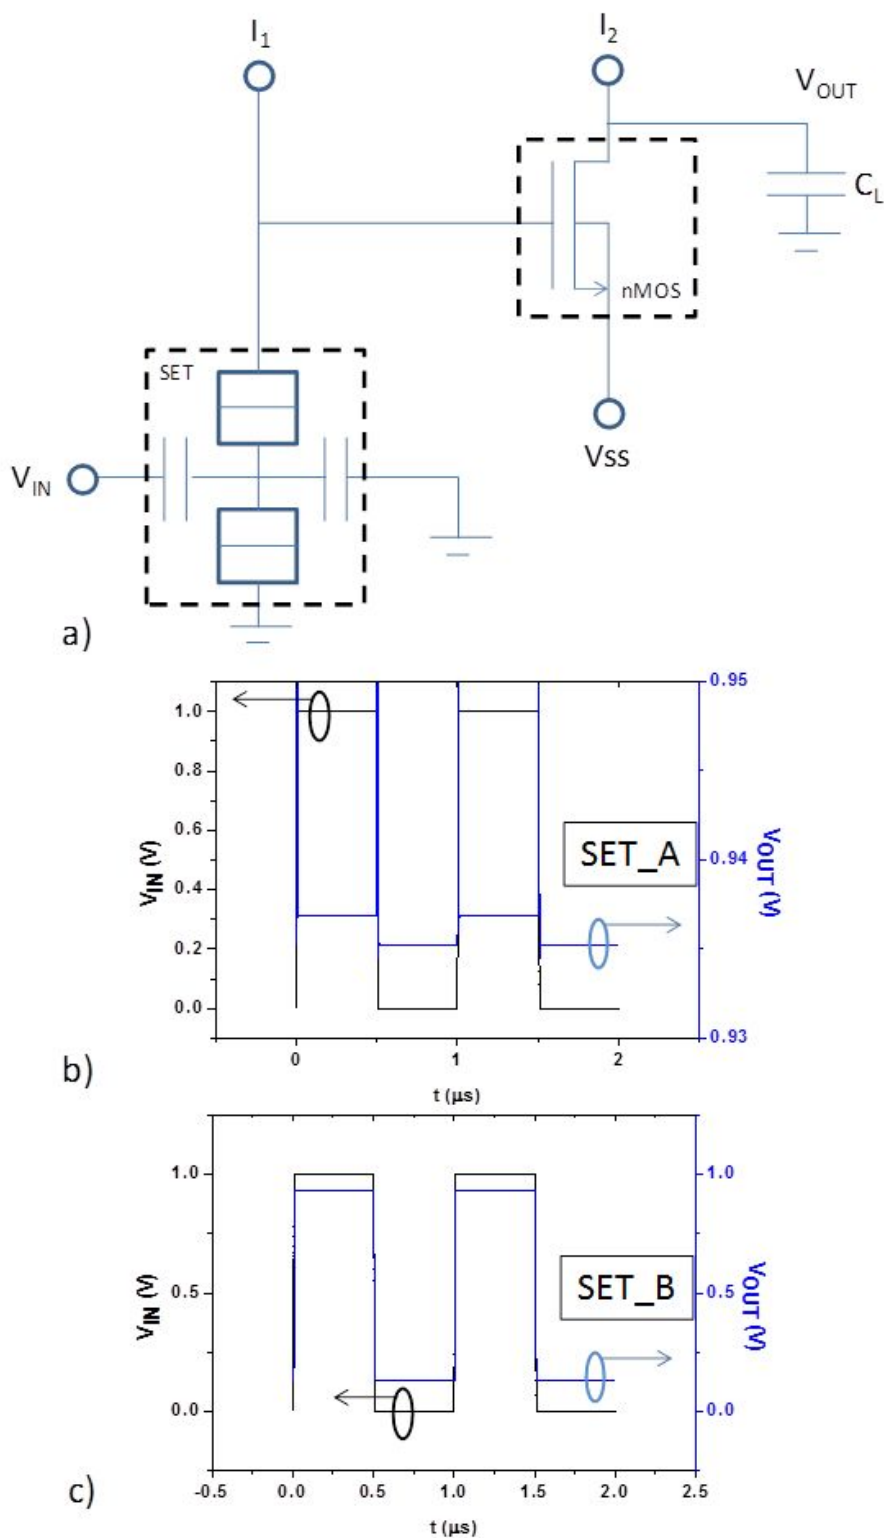 I1 I2
VOUT
CL
nMOS
SET
VIN
Vss
a)
1.0 0.95
0.8
SET_A
0.6
VIN (V) 0.94 VOUT (V)
0.4
0.2
0.0
0.93
0 1 2
b)
t (µs)
1.0 1.0
SET_B
VIN (V) 0.5 0.5 VOUT (V)
0.0 0.0
c)
-0.5 0.0 0.5 1.0 1.5 2.0 2.5
t (µs)